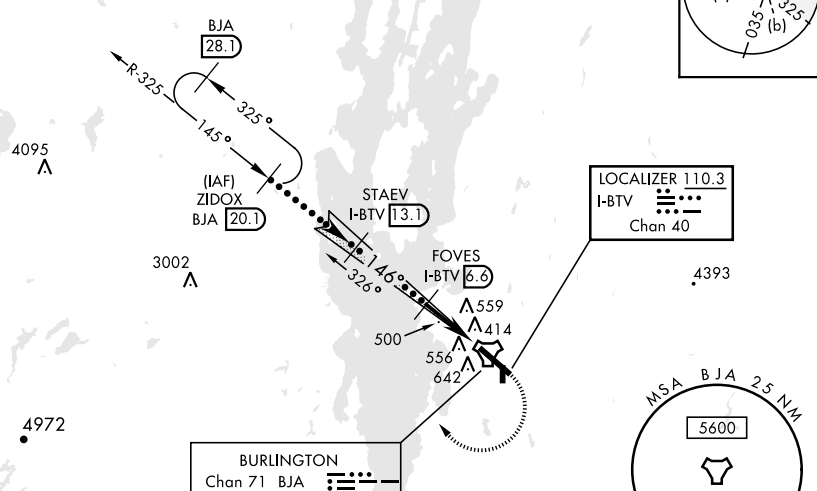 BJA
28.1
R-325
325°
145°
4095
(IAF)
ZIDOX
BJA 20.1
STAEV
I-BTV 13.1
3002
146°
326°
FOVES
I-BTV 6.6
559
414
500
556
642
4972
LOCALIZER 110.3
I-BTV
Chan 40
4393
035
325
(b)
MSA BJA 25 NM
5600
BURLINGTON
Chan 71 BJA